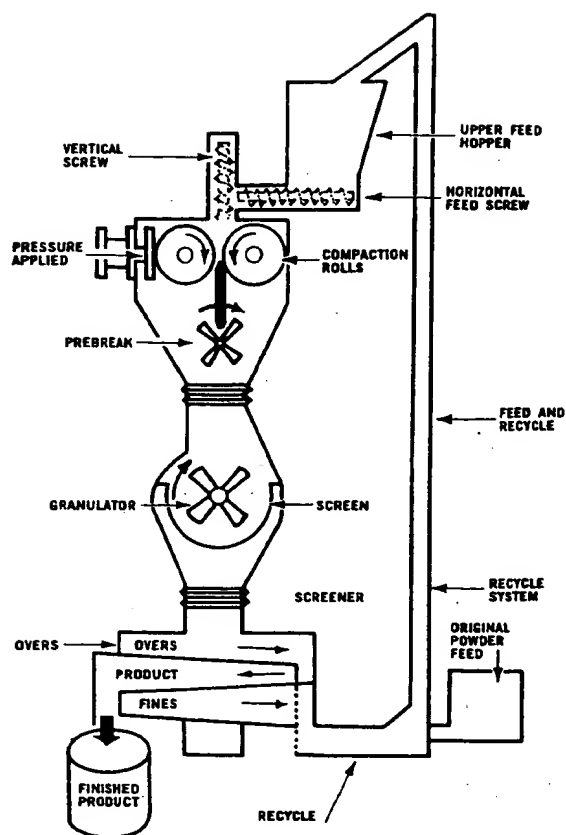 UPPER FEED
HOPPER
VERTICAL
SCREW
HORIZONTAL
FEED SCREW
PRESSURE
APPLIED
COMPACTION
ROLLS
PREBREAK
FEED AND
RECYCLE
GRANULATOR
SCREEN
RECYCLE
SYSTEM
SCREENER
ORIGINAL
POWDER
FEED
OVERS
OVERS
PRODUCT
FINES
FINISHED
PRODUCT
RECYCLE